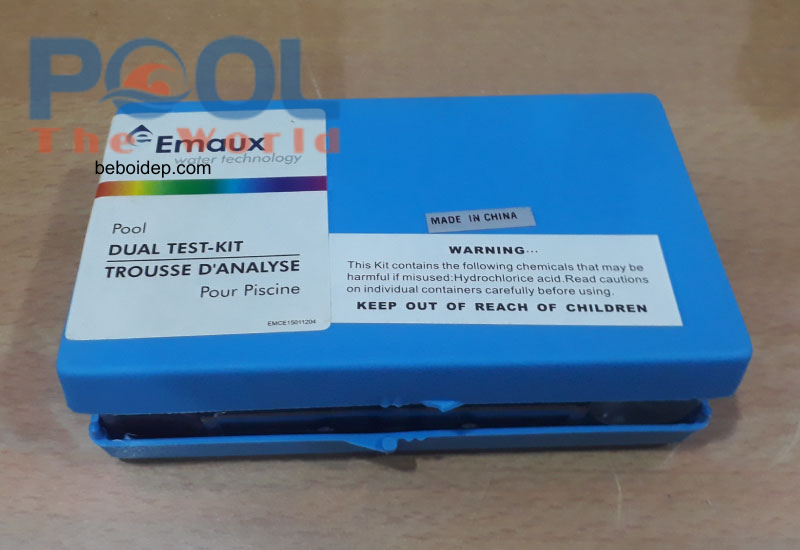 POOL
The World
Emaux
water technology
beboidep.com
Pool
DUAL TEST-KIT
TROUSSE D'ANALYSE
Pour Piscine
EMCE15011204
MADE IN CHINA
WARNING···
This Kit contains the following chemicals that may be
harmful if misused:Hydrochlorice acid.Read cautions
on individual containers carefully before using.
KEEP OUT OF REACH OF CHILDREN